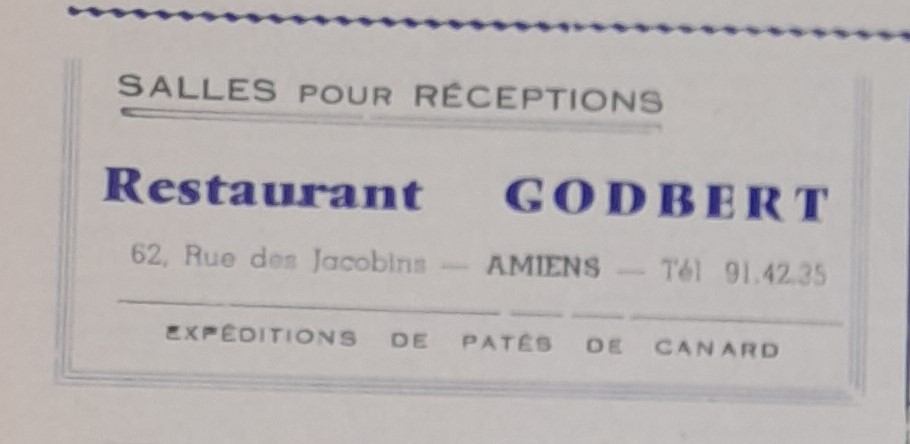 SALLES POUR RÉCEPTIONS
Restaurant GODBERT
62, Rue des Jacobins — AMIENS — Tél 91.42.35
EXPÉDITIONS DE PATÉS DE CANARD